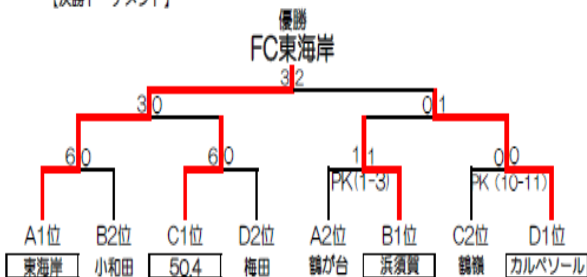 【決勝トーナメント】
優勝
FC東海岸
3 2
3 0 0 1
6 0 6 0 1 1 0 0
PK(1-3) PK (10-11)
A1位 B2位 C1位 D2位 A2位 B1位 C2位 D1位
東海岸 小和田 50.4 梅田 鶴が台 浜須賀 鶴嶺 カルペソール